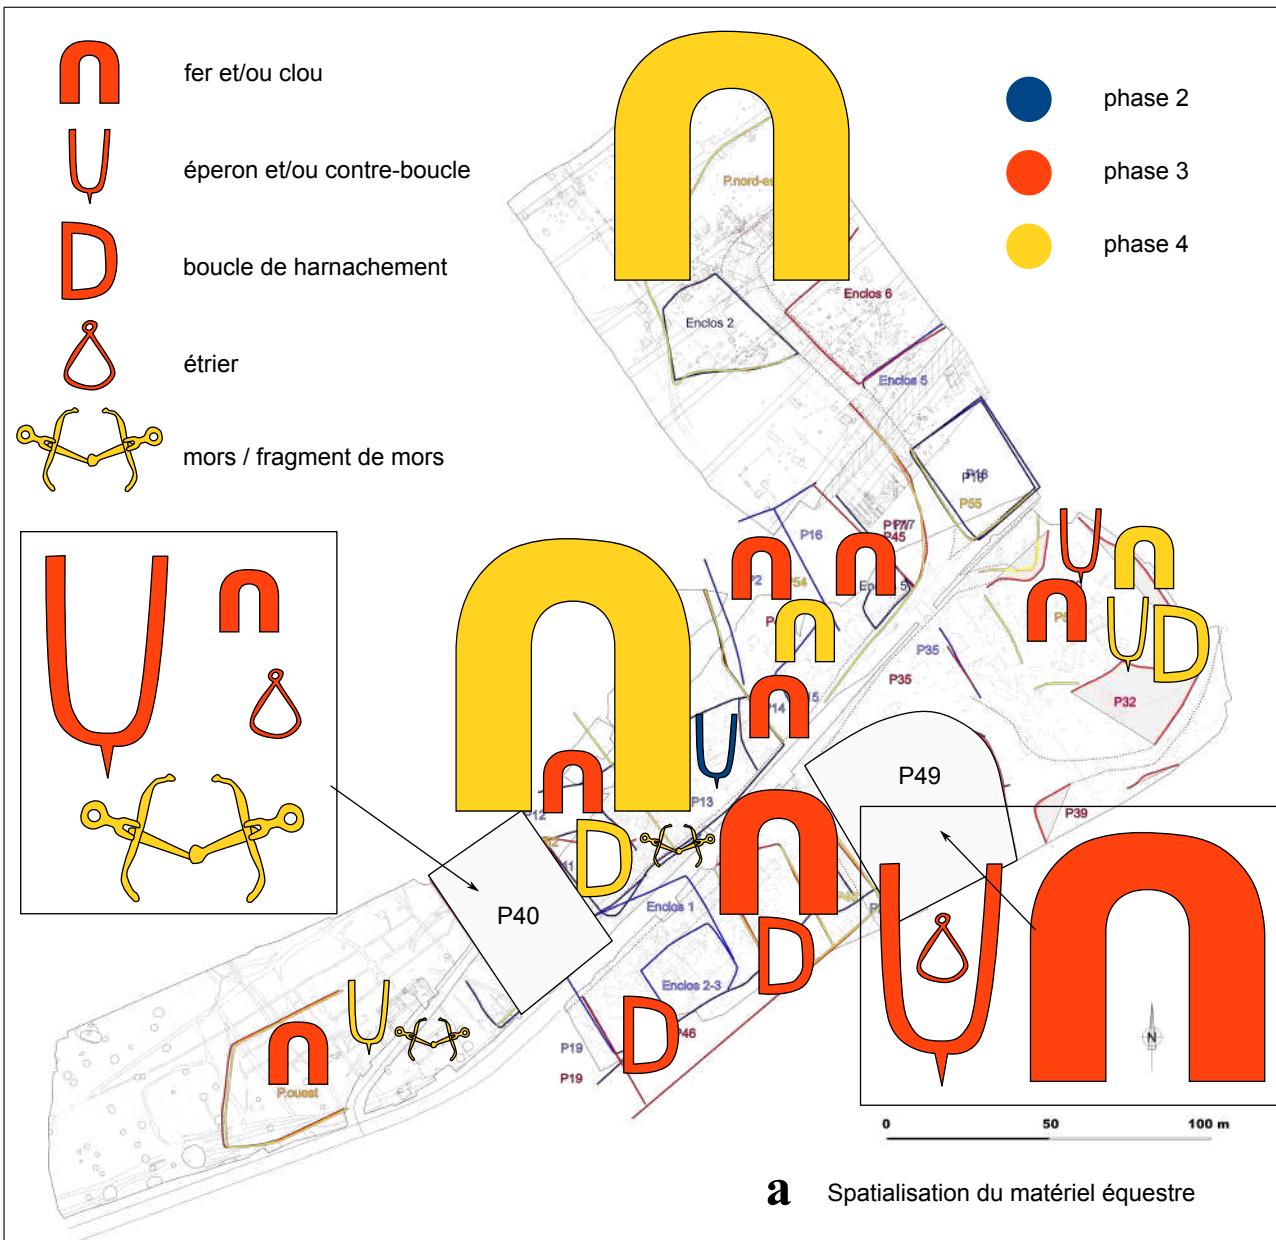 fer et/ou clou
éperon et/ou contre-boucle
boucle de harnachement
étrier
mors / fragment de mors
phase 2
phase 3
phase 4
Enclos 6
Enclos 2
Enclos 5
P55
P16
P45
P54
P35
P35
P32
P14
P13
P49
P39
P40
Enclos 1
Enclos 2-3
P46
P19
P19
P.ouest
N
0 50 100 m
a Spatialisation du matériel équestre